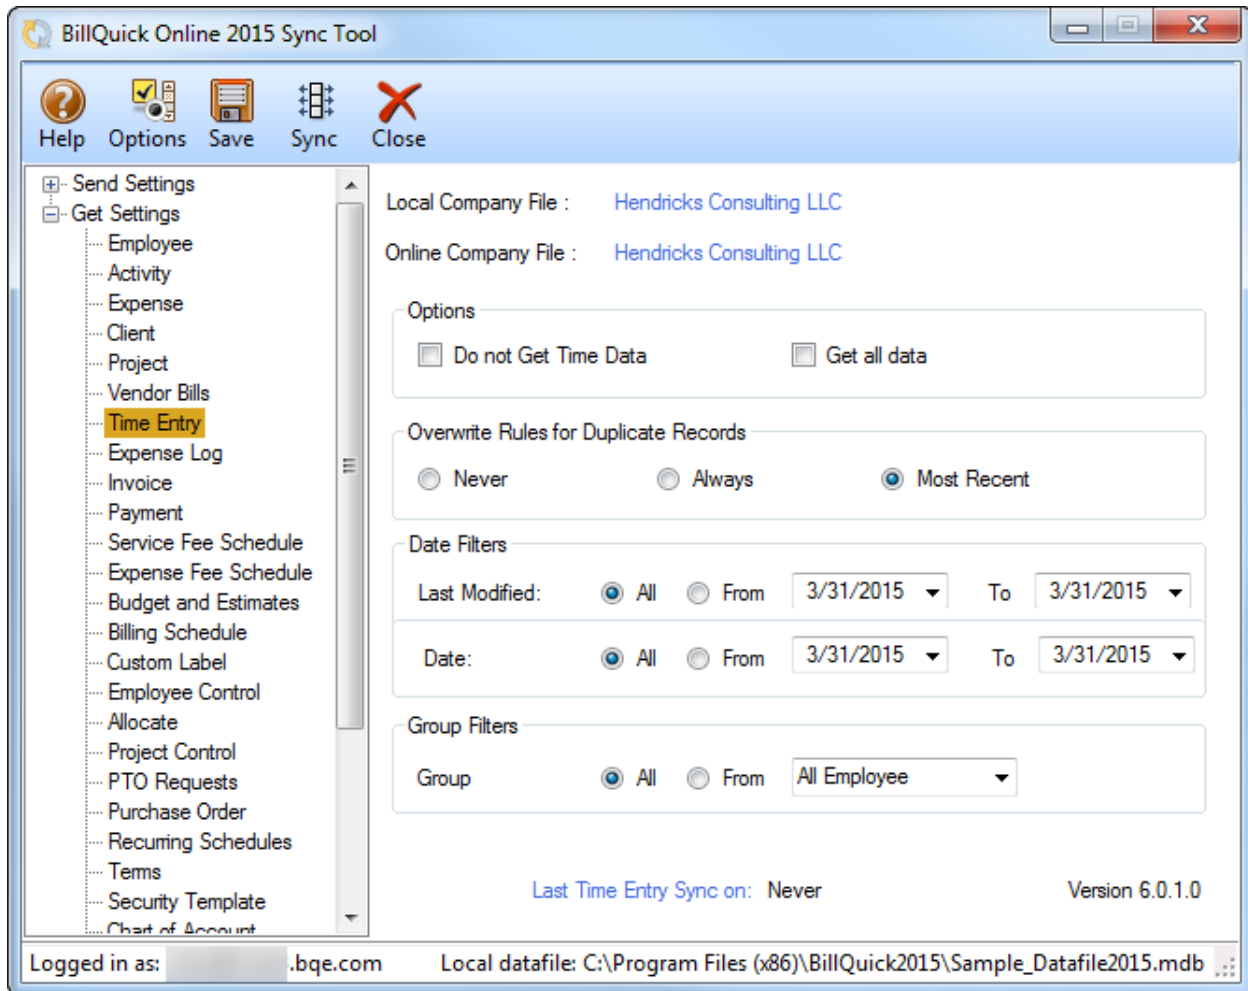 BillQuick Online 2015 Sync Tool
Help Options Save Sync Close
Send Settings
Get Settings
Employee
Activity
Expense
Client
Project
Vendor Bills
Time Entry
Expense Log
Invoice
Payment
Service Fee Schedule
Expense Fee Schedule
Budget and Estimates
Billing Schedule
Custom Label
Employee Control
Allocate
Project Control
PTO Requests
Purchase Order
Recurring Schedules
Terms
Security Template
Chart of Account
Local Company File : Hendricks Consulting LLC
Online Company File : Hendricks Consulting LLC
Options
Do not Get Time Data Get all data
Overwrite Rules for Duplicate Records
Never Always Most Recent
Date Filters
Last Modified: All From 3/31/2015 To 3/31/2015
Date: All From 3/31/2015 To 3/31/2015
Group Filters
Group All From All Employee
Last Time Entry Sync on: Never Version 6.0.1.0
Logged in as: .bqe.com Local datafile: C:\Program Files (x86)\BillQuick2015\Sample_Datafile2015.mdb